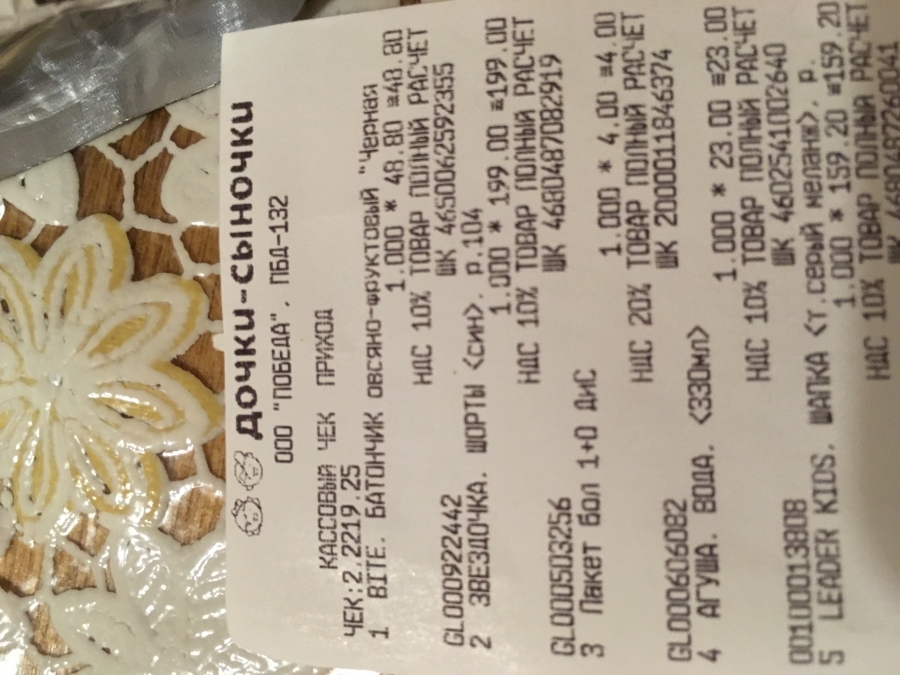 дочки-сыночки
ООО "ПОБЕДА", ПБД-132
КАССОВЫЙ ЧЕК ПРИХОД
ЧЕК:2.2219.25
1 BITE. БАТОНЧИК ОВСЯНО-ФРУКТОВЫЙ "Черная
1.000 * 48.80 =48.80
НДС 10% ТОВАР ПОЛНЫЙ РАСЧЕТ
ШК 4650062592355
GL000922442
2 ЗВЕЗДОЧКА. ШОРТЫ <СИН>. р.104
1.000 * 199.00 =199.00
НДС 10% ТОВАР ПОЛНЫЙ РАСЧЕТ
ШК 4680487082919
GL000503256
3 Пакет бол 1+0 ДиС
1.000 * 4.00 =4.00
НДС 20% ТОВАР ПОЛНЫЙ РАСЧЕТ
ШК 2000011846374
GL000606082
4 АГУША. ВОДА. <330мл>
1.000 * 23.00 =23.00
НДС 10% ТОВАР ПОЛНЫЙ РАСЧЕТ
ШК 4602541002640
00100013808
5 LEADER KIDS. ШАПКА <т.серый меланж>. р.
1.000 * 159.20 =159.20
НДС 10% ТОВАР ПОЛНЫЙ РАСЧЕТ
ШК 4680487260041